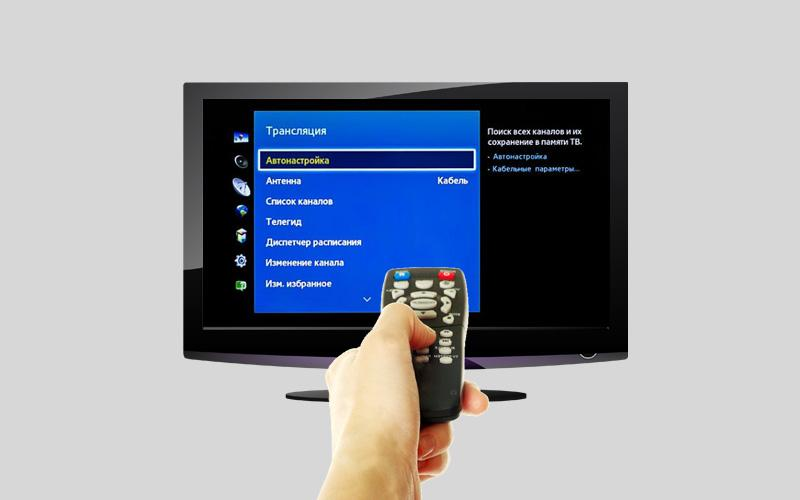 Трансляция
Автонастройка
Антенна Кабель
Список каналов
Телегид
Диспетчер расписания
Изменение канала
Изм. избранное
Поиск всех каналов и их
сохранение в памяти ТВ.
· Автонастройка
· Кабельные параметры...